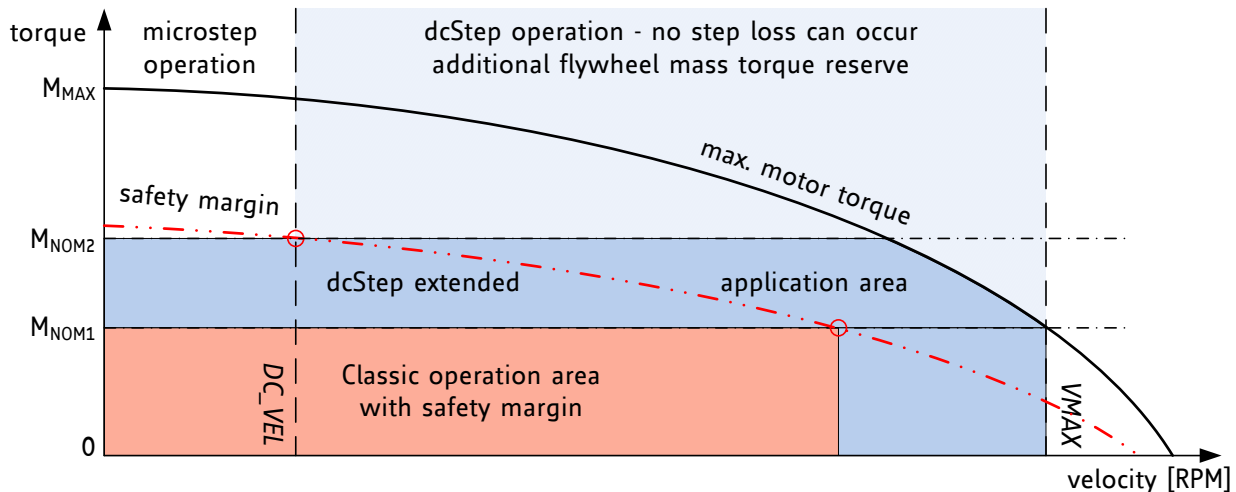 torque
microstep
operation
dcStep operation - no step loss can occur
additional flywheel mass torque reserve
MMAX
max. motor torque
safety margin
MNOM2
dcStep extended
application area
MNOM1
Classic operation area
with safety margin
DC_VEL
VMAX
0
velocity [RPM]